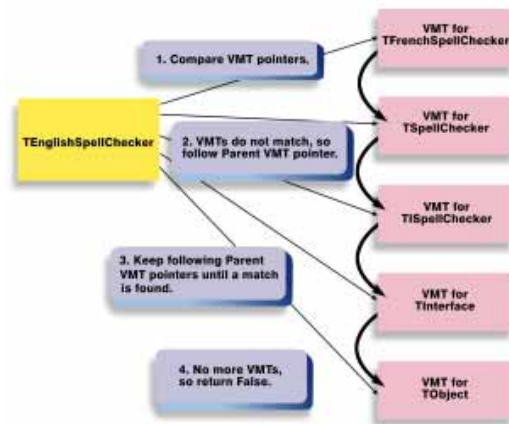 1. Compare VMT pointers.
VMT for
TFrenchSpellChecker
TEnglishSpellChecker
2. VMTs do not match, so
follow Parent VMT pointer.
VMT for
TSpellChecker
VMT for
TISpellChecker
3. Keep following Parent
VMT pointers until a match
is found.
VMT for
TInterface
4. No more VMTs,
so return False.
VMT for
TObject